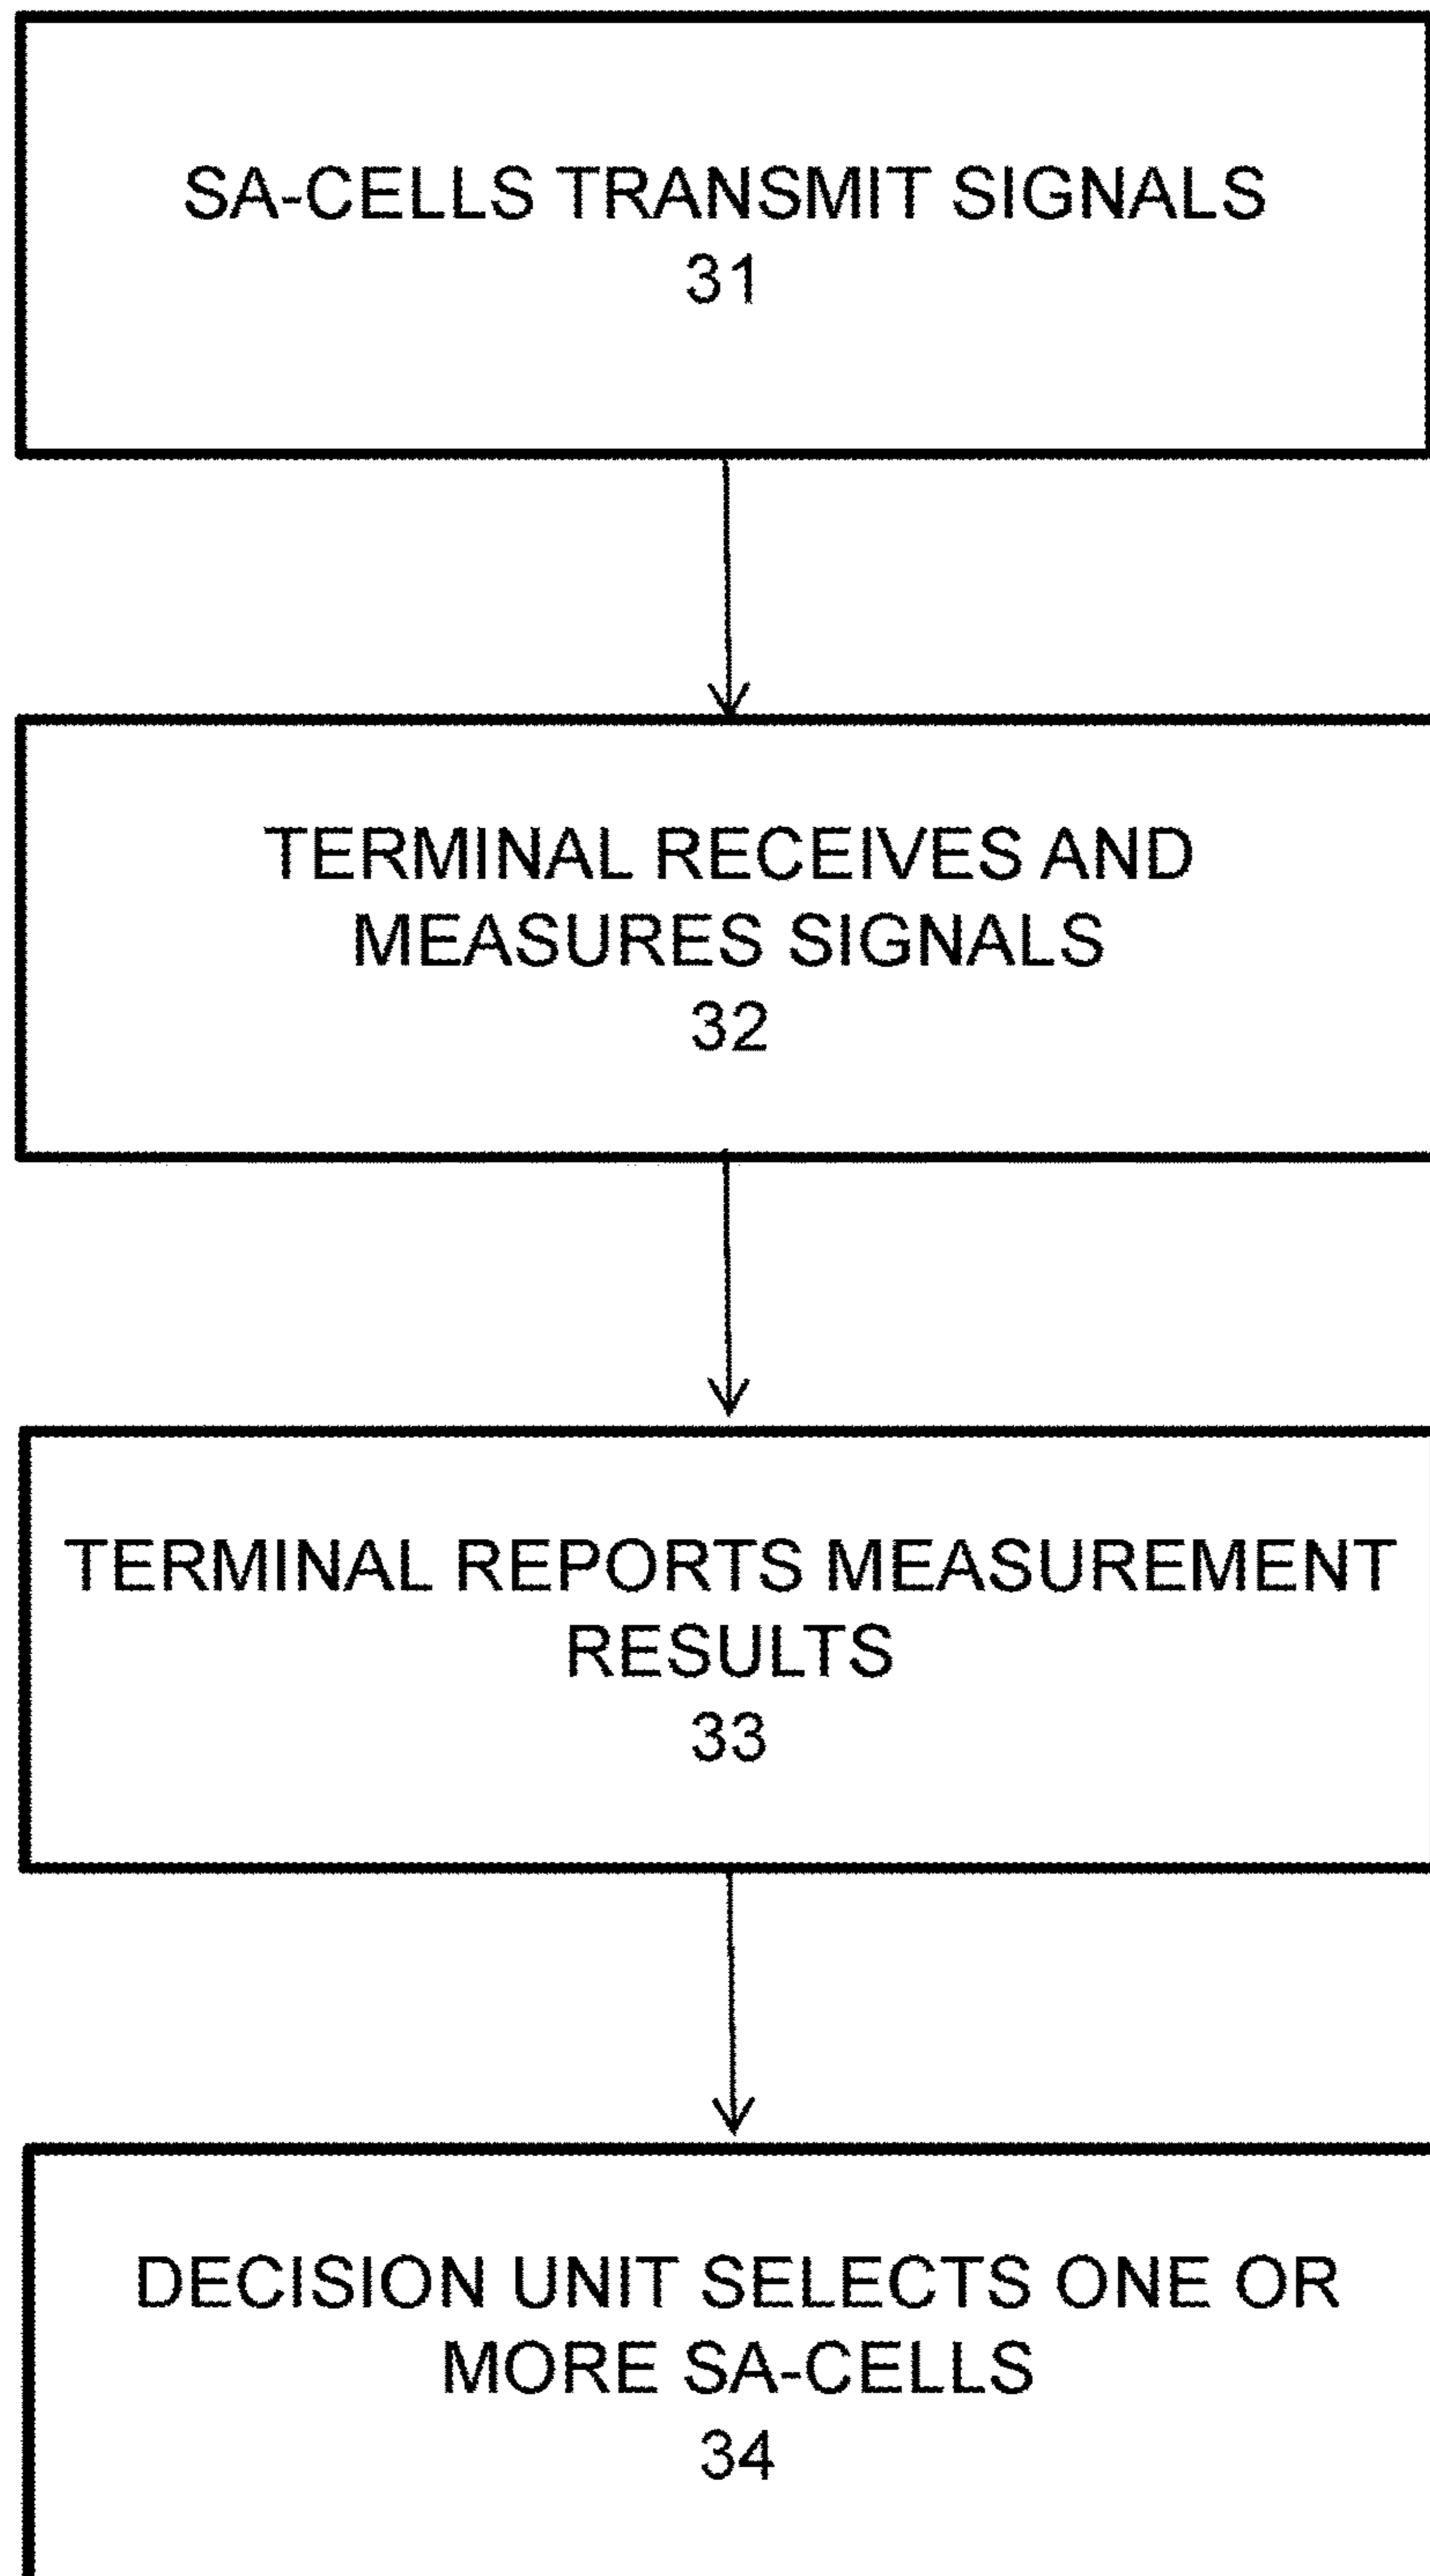 SA-CELLS TRANSMIT SIGNALS
31
TERMINAL RECEIVES AND
MEASURES SIGNALS
32
TERMINAL REPORTS MEASUREMENT
RESULTS
33
DECISION UNIT SELECTS ONE OR
MORE SA-CELLS
34